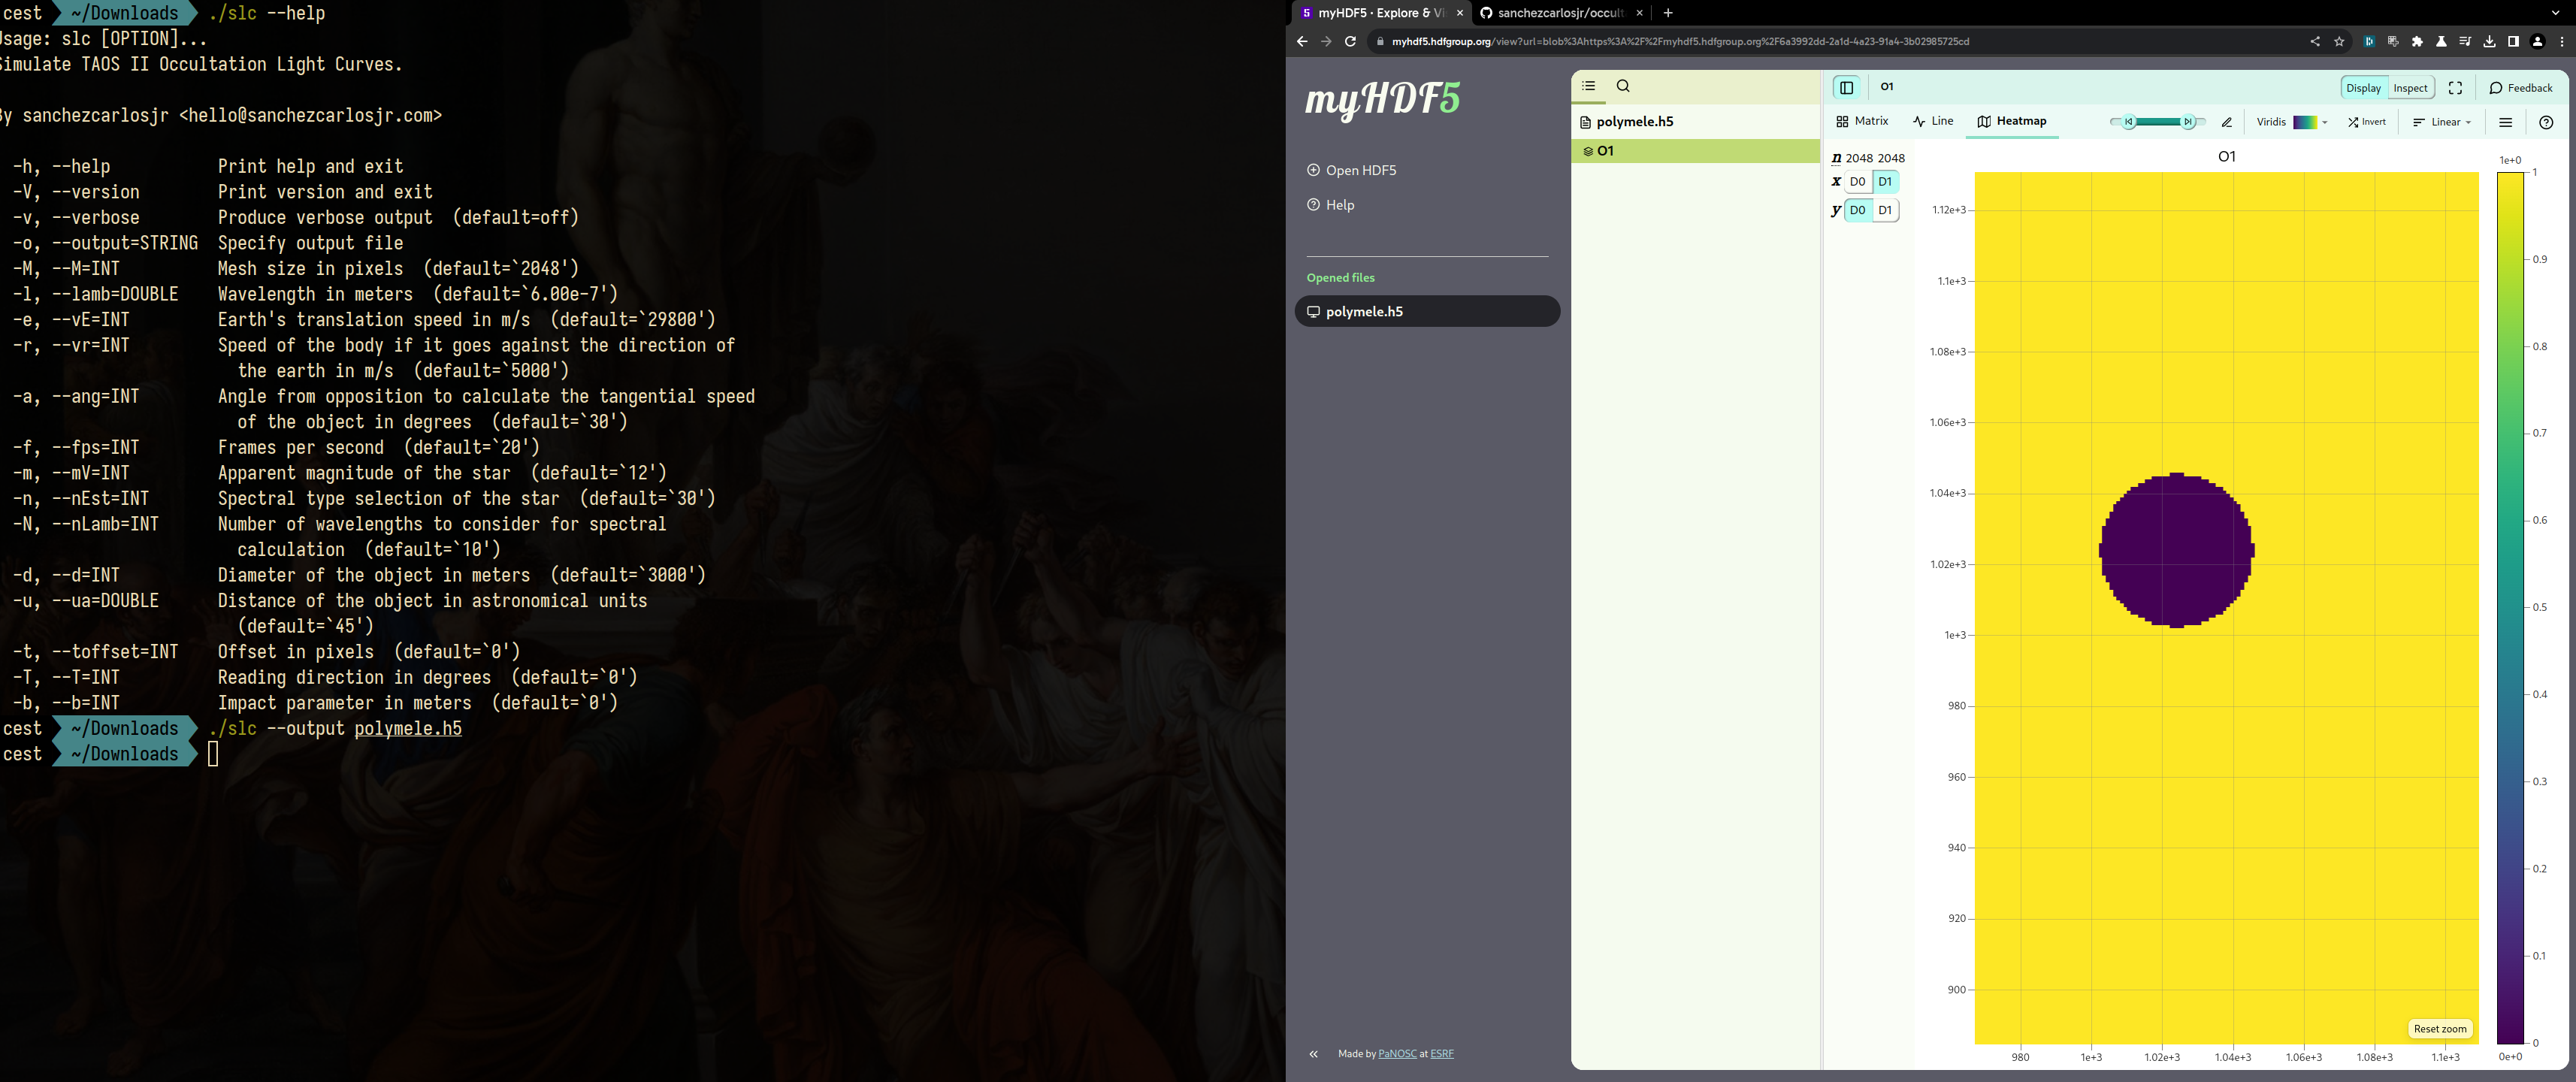 cest ~/Downloads ./slc --help
Usage: slc [OPTION]...
Simulate TAOS II Occultation Light Curves.
By sanchezcarlosjr <hello@sanchezcarlosjr.com>
-h, --help Print help and exit
-V, --version Print version and exit
-v, --verbose Produce verbose output (default=off)
-o, --output=STRING Specify output file
-M, --M=INT Mesh size in pixels (default=`2048')
-l, --lamb=DOUBLE Wavelength in meters (default=`6.00e-7')
-e, --vE=INT Earth's translation speed in m/s (default=`29800')
-r, --vr=INT Speed of the body if it goes against the direction of
the earth in m/s (default=`5000')
-a, --ang=INT Angle from opposition to calculate the tangential speed
of the object in degrees (default=`30')
-f, --fps=INT Frames per second (default=`20')
-m, --mV=INT Apparent magnitude of the star (default=`12')
-n, --nEst=INT Spectral type selection of the star (default=`30')
-N, --nLamb=INT Number of wavelengths to consider for spectral
calculation (default=`10')
-d, --d=INT Diameter of the object in meters (default=`3000')
-u, --ua=DOUBLE Distance of the object in astronomical units
(default=`45')
-t, --toffset=INT Offset in pixels (default=`0')
-T, --T=INT Reading direction in degrees (default=`0')
-b, --b=INT Impact parameter in meters (default=`0')
cest ~/Downloads ./slc --output polymele.h5
cest ~/Downloads
5 myHDF5 · Explore & Vi
sanchezcarlosjr/occult
myhdf5.hdfgroup.org/view?url=blob%3Ahttps%3A%2F%2Fmyhdf5.hdfgroup.org%2F6a3992dd-2a1d-4a23-91a4-3b02985725cd
myHDF5
Open HDF5
Help
Opened files
polymele.h5
Made by PaNOSC at ESRF
polymele.h5
O1
O1
Display Inspect Feedback
Matrix Line Heatmap Viridis Invert Linear
n 2048 2048
x D0 D1
y D0 D1
O1
1.12e+3
1.1e+3
1.08e+3
1.06e+3
1.04e+3
1.02e+3
1e+3
980
960
940
920
900
980 1e+3 1.02e+3 1.04e+3 1.06e+3 1.08e+3 1.1e+3
Reset zoom
1e+0
1
0.9
0.8
0.7
0.6
0.5
0.4
0.3
0.2
0.1
0
0e+0